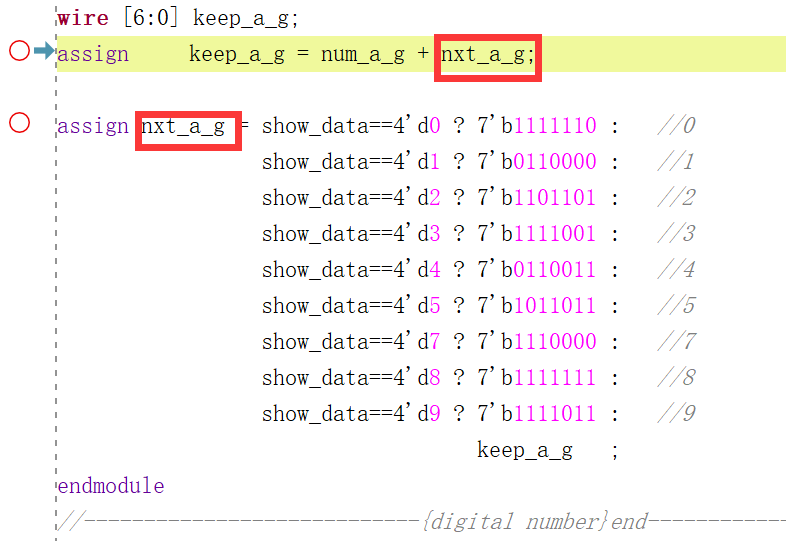 wire [6:0] keep_a_g;
assign keep_a_g = num_a_g + nxt_a_g;
assign nxt_a_g = show_data==4'd0 ? 7'b1111110 : //0
show_data==4'd1 ? 7'b0110000 : //1
show_data==4'd2 ? 7'b1101101 : //2
show_data==4'd3 ? 7'b1111001 : //3
show_data==4'd4 ? 7'b0110011 : //4
show_data==4'd5 ? 7'b1011011 : //5
show_data==4'd7 ? 7'b1110000 : //7
show_data==4'd8 ? 7'b1111111 : //8
show_data==4'd9 ? 7'b1111011 : //9
keep_a_g ;
endmodule
//----------------------------{digital number}end------------